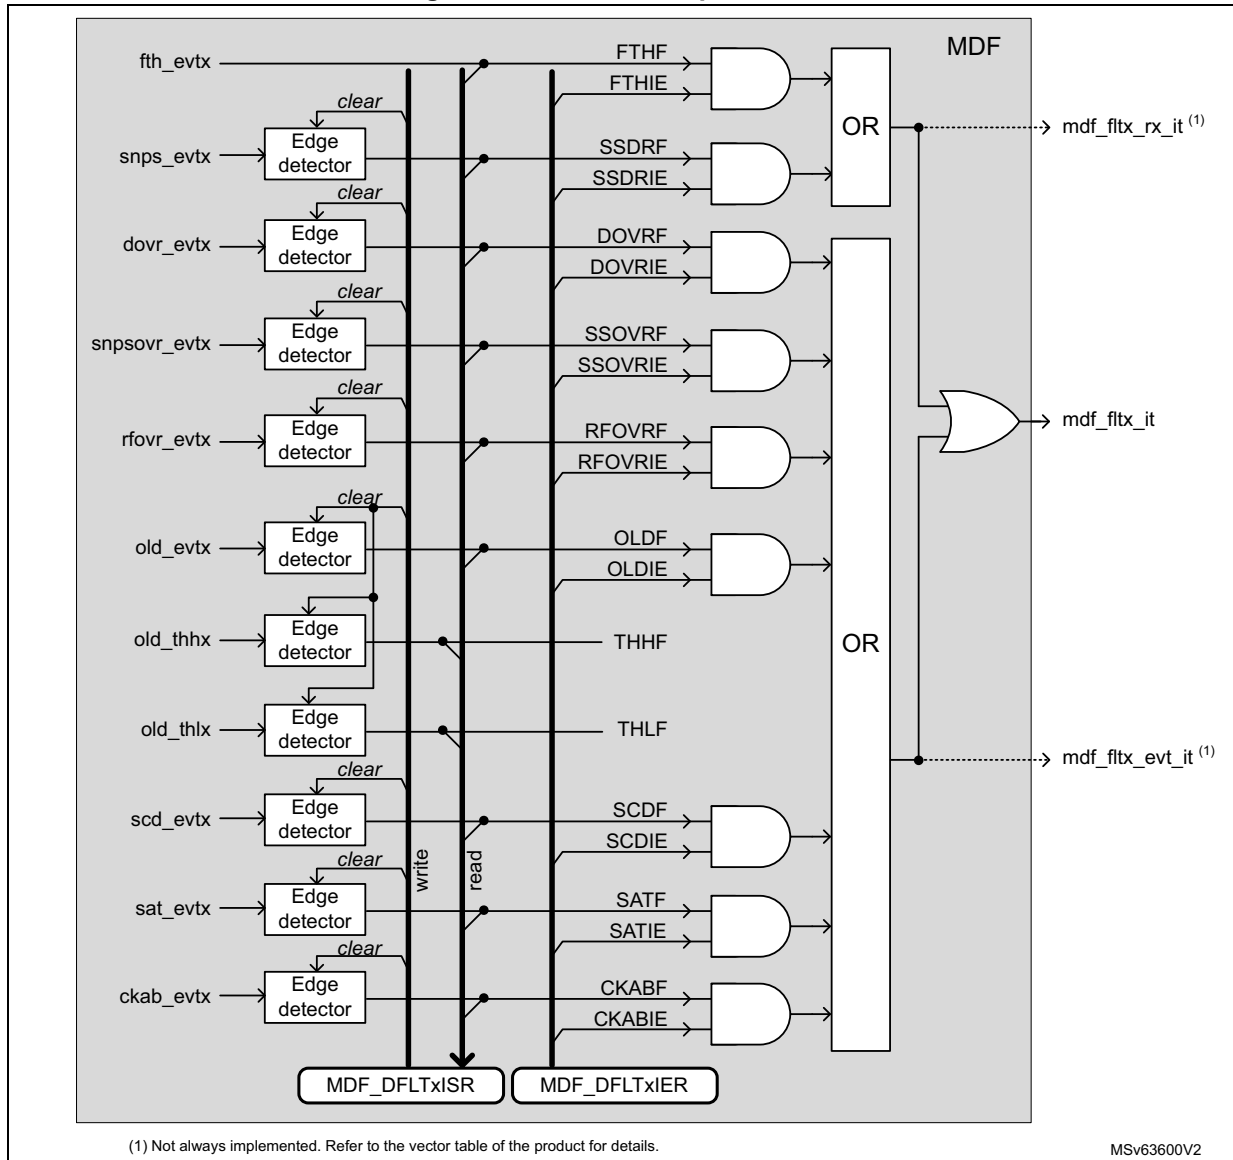 MDF
fth_evtx
FTHF
FTHIE
clear
Edge
detector
snps_evtx
SSDRF
SSDRIE
OR
mdf_fltx_rx_it (1)
clear
Edge
detector
dovr_evtx
DOVRF
DOVRIE
clear
Edge
detector
snpsovr_evtx
SSOVRF
SSOVRIE
clear
Edge
detector
rfovr_evtx
RFOVRF
RFOVRIE
mdf_fltx_it
clear
Edge
detector
old_evtx
OLDF
OLDIE
Edge
detector
old_thhx
THHF
OR
Edge
detector
old_thlx
THLF
mdf_fltx_evt_it (1)
clear
Edge
detector
scd_evtx
SCDF
SCDIE
write
read
clear
Edge
detector
sat_evtx
SATF
SATIE
clear
Edge
detector
ckab_evtx
CKABF
CKABIE
MDF_DFLTxISR
MDF_DFLTxIER
(1) Not always implemented. Refer to the vector table of the product for details.
MSv63600V2